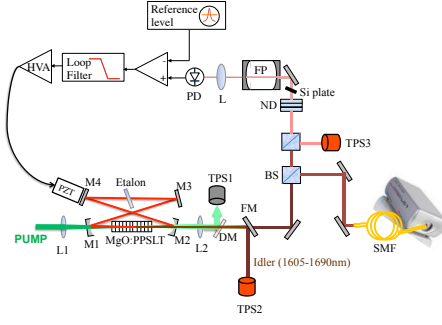 Reference
level
HVA
Loop
Filter
-
+
PD
L
FP
Si plate
ND
TPS3
BS
PZT
M4
Etalon
M3
TPS1
FM
PUMP
L1
M1
MgO:PPSLT
M2
L2
DM
SMF
Idler (1605-1690nm)
TPS2